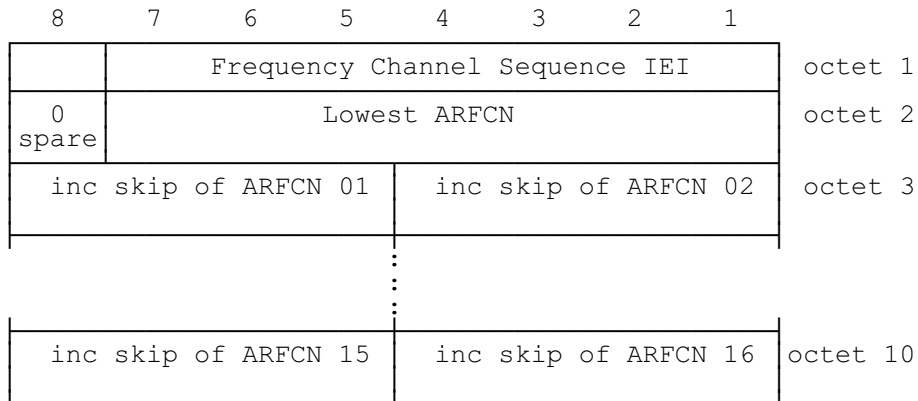 8 7 6 5 4 3 2 1
Frequency Channel Sequence IEI octet 1
0 Lowest ARFCN octet 2
spare
inc skip of ARFCN 01 inc skip of ARFCN 02 octet 3
inc skip of ARFCN 15 inc skip of ARFCN 16 octet 10